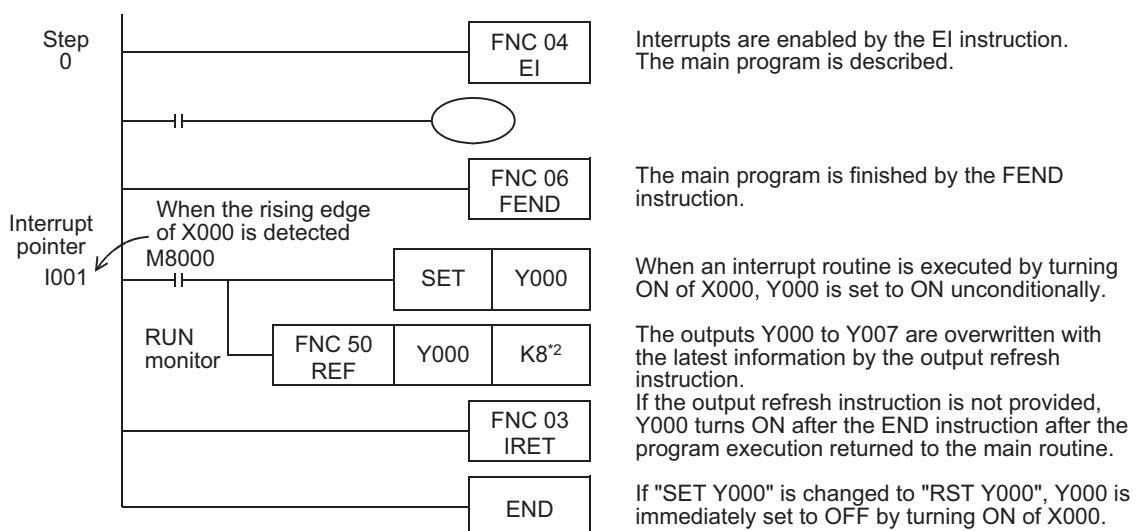 Step
0
FNC 04
EI
Interrupts are enabled by the EI instruction.
The main program is described.
FNC 06
FEND
The main program is finished by the FEND
instruction.
Interrupt
pointer
I001
When the rising edge
of X000 is detected
M8000
SET
Y000
When an interrupt routine is executed by turning
ON of X000, Y000 is set to ON unconditionally.
RUN
monitor
FNC 50
REF
Y000
K8*2
The outputs Y000 to Y007 are overwritten with
the latest information by the output refresh
instruction.
If the output refresh instruction is not provided,
Y000 turns ON after the END instruction after the
program execution returned to the main routine.
FNC 03
IRET
END
If "SET Y000" is changed to "RST Y000", Y000 is
immediately set to OFF by turning ON of X000.